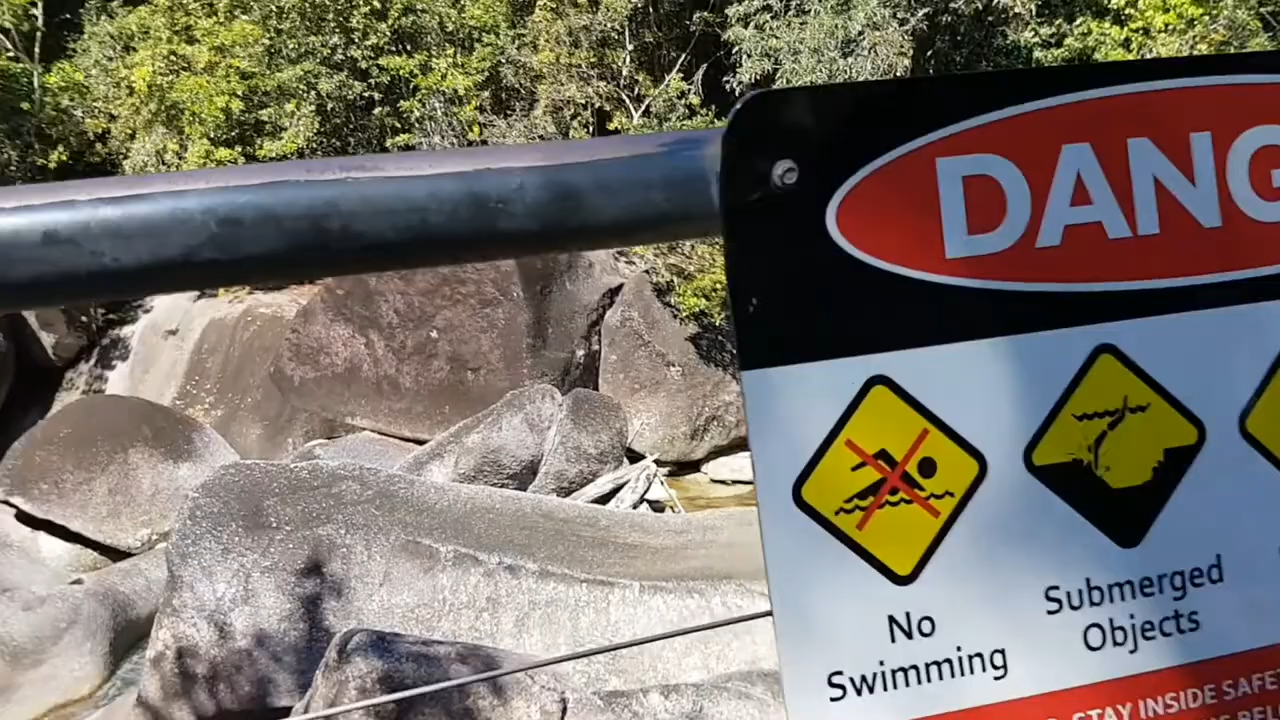 DANG
No
Swimming
Submerged
Objects
STAY INSIDE SAFE